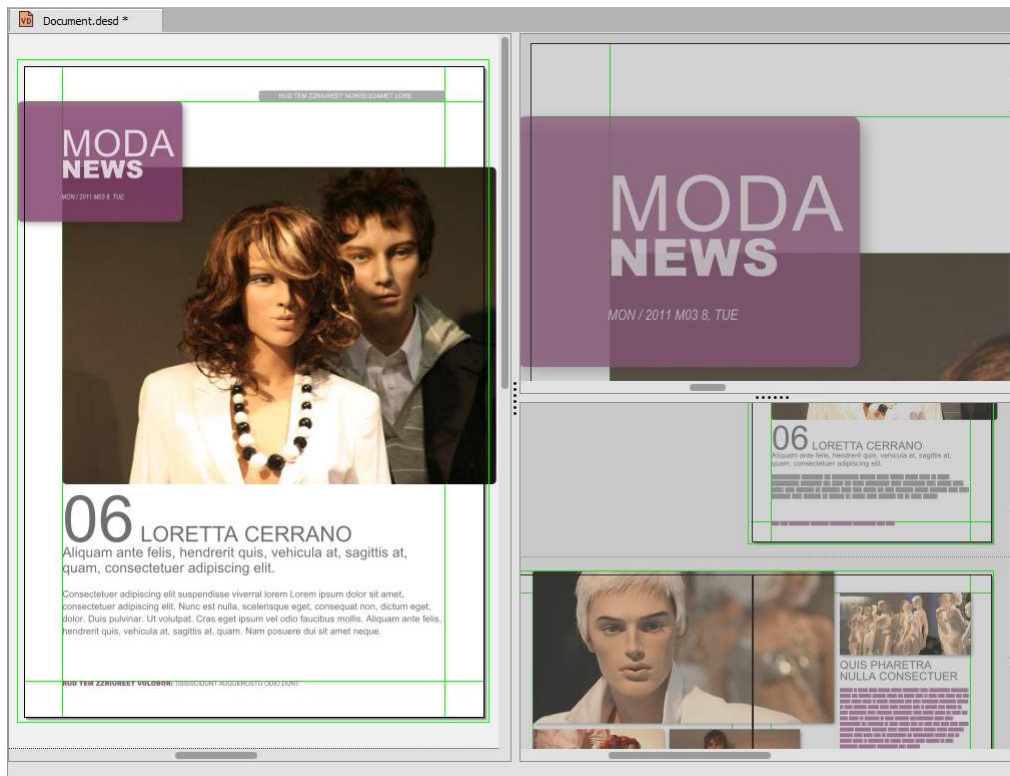 VD Document.desd *
RUD TEM ZZRIUREET NONSEQUAMET LORE
MODA
NEWS
MON / 2011 M03 8, TUE
06 LORETTA CERRANO
Aliquam ante felis, hendrerit quis, vehicula at, sagittis at,
quam, consectetuer adipiscing elit.
Consectetuer adipiscing elit suspendisse viverral lorem Lorem ipsum dolor sit amet,
consectetuer adipiscing elit. Nunc est nulla, scelerisque eget, consequat non, dictum eget,
dolor. Duis pulvinar. Ut volutpat. Cras eget ipsum vel odio faucibus mollis. Aliquam ante felis,
hendrerit quis, vehicula at, sagittis at, quam. Nam posuere dui sit amet neque.
RUD TEM ZZRIUREET VOLOBOR:
MODA
NEWS
MON / 2011 M03 8, TUE
06 LORETTA CERRANO
Aliquam ante felis, hendrerit quis, vehicula at, sagittis at,
quam, consectetuer adipiscing elit.
QUIS PHARETRA
NULLA CONSECTUER